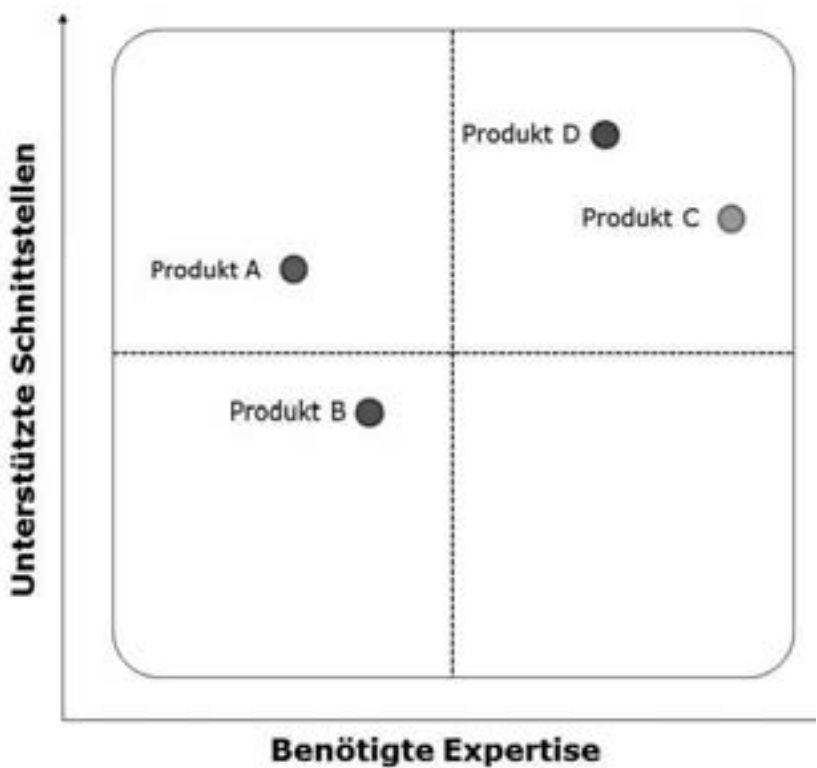 Unterstützte Schnittstellen
Produkt D
Produkt C
Produkt A
Produkt B
Benötigte Expertise